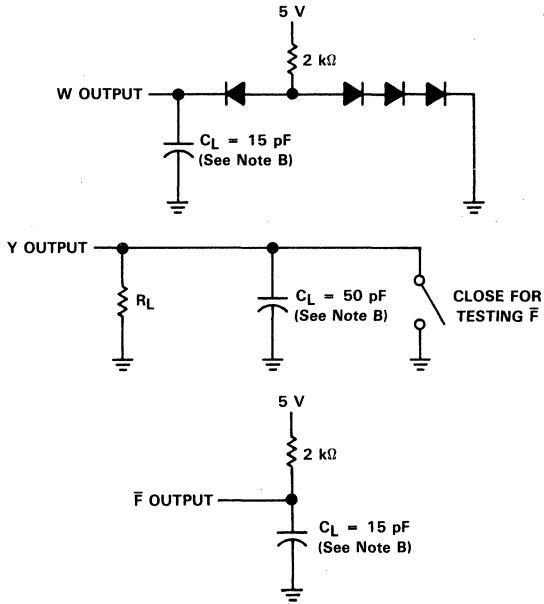 5 V
2 kΩ
W OUTPUT
C_L = 15 pF
(See Note B)
Y OUTPUT
R_L
C_L = 50 pF
(See Note B)
CLOSE FOR
TESTING F̅
5 V
2 kΩ
F̅ OUTPUT
C_L = 15 pF
(See Note B)